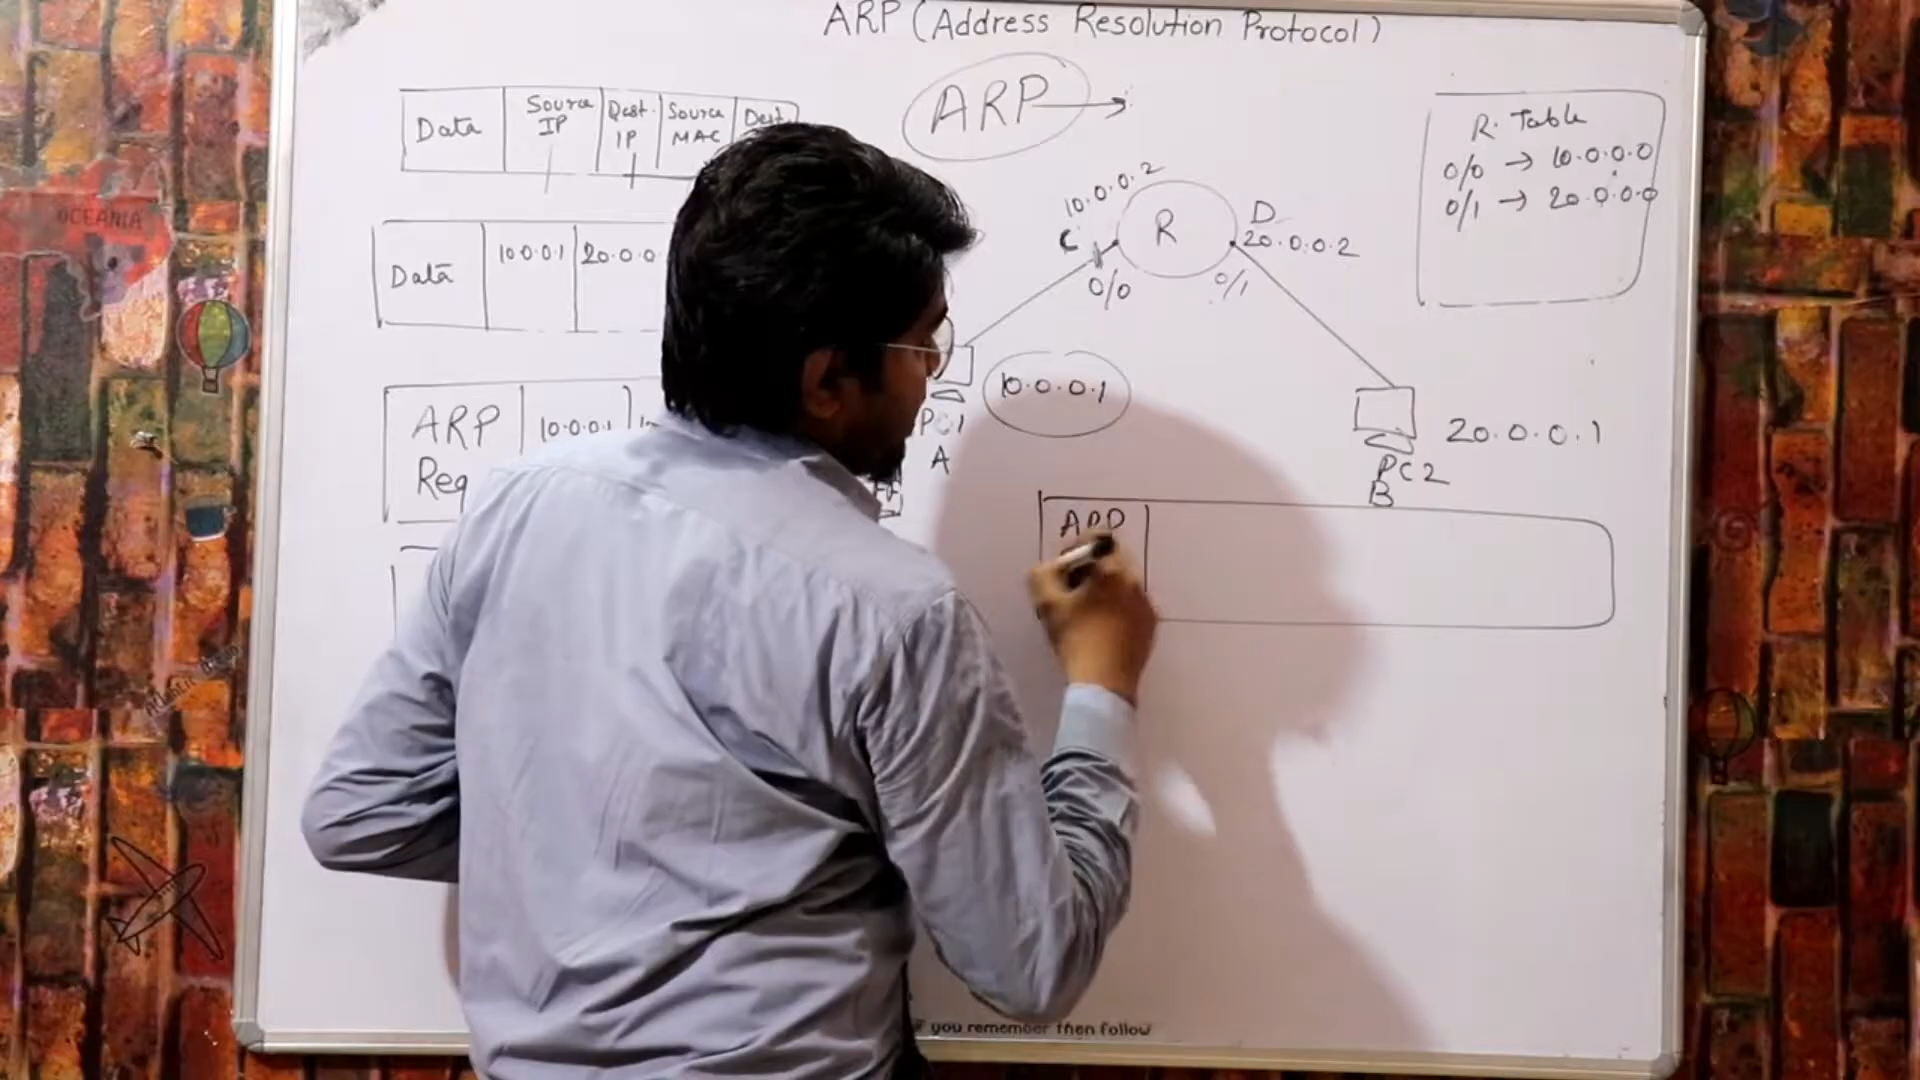 ARP (Address Resolution Protocol)
ARP
Data
Source IP
Dest. IP
Source MAC
Dest
R. Table
0/0 → 10.0.0.0
0/1 → 20.0.0.0
10.0.0.2
C
R
D
20.0.0.2
0/0
0/1
Data
10.0.0.1
20.0.0
10.0.0.1
PC1
A
20.0.0.1
PC2
B
ARP
Req
10.0.0.1
ARP
you remember then follow
OCEANIA